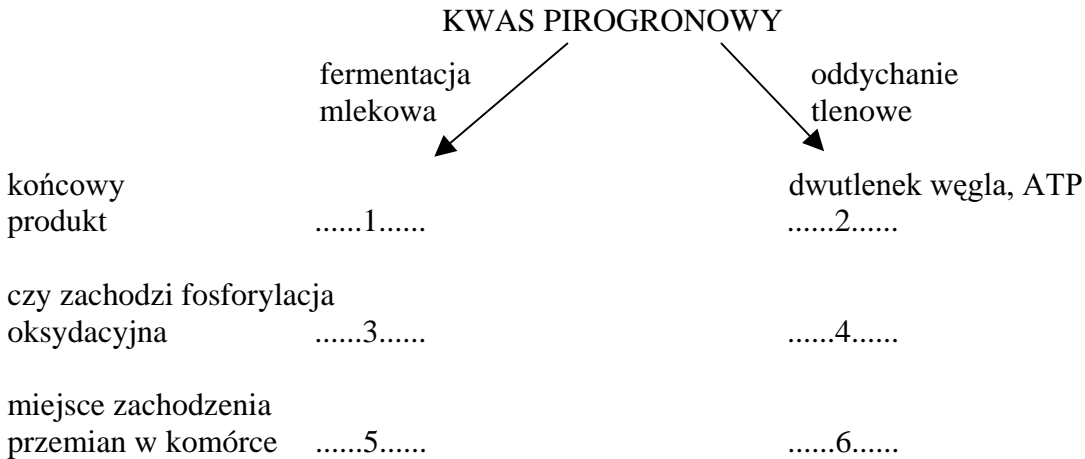 KWAS PIROGRONOWY
fermentacja oddychanie
mlekowa tlenowe
końcowy dwutlenek węgla, ATP
produkt ......1...... ......2......
czy zachodzi fosforylacja
oksydacyjna ......3...... ......4......
miejsce zachodzenia
przemian w komórce ......5...... ......6......